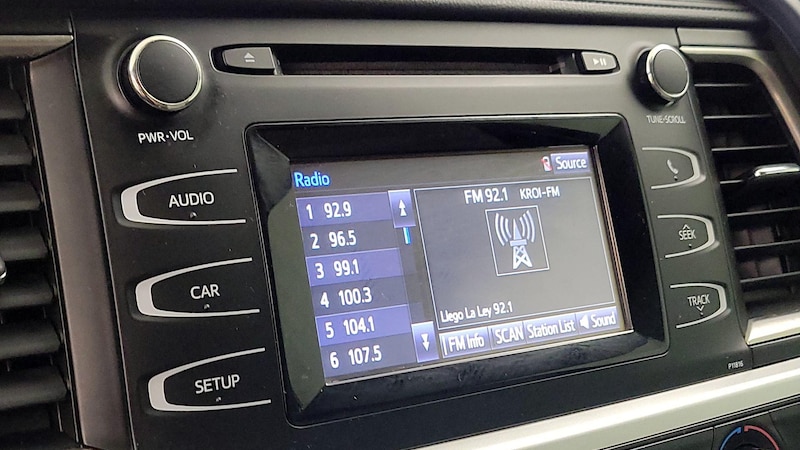 PWR·VOL
TUNE·SCROLL
AUDIO
CAR
SETUP
Radio
Source
1 92.9
2 96.5
3 99.1
4 100.3
5 104.1
6 107.5
FM 92.1 KROI-FM
Llego La Ley 92.1
FM Info SCAN Station List Sound
SEEK
TRACK
P11816